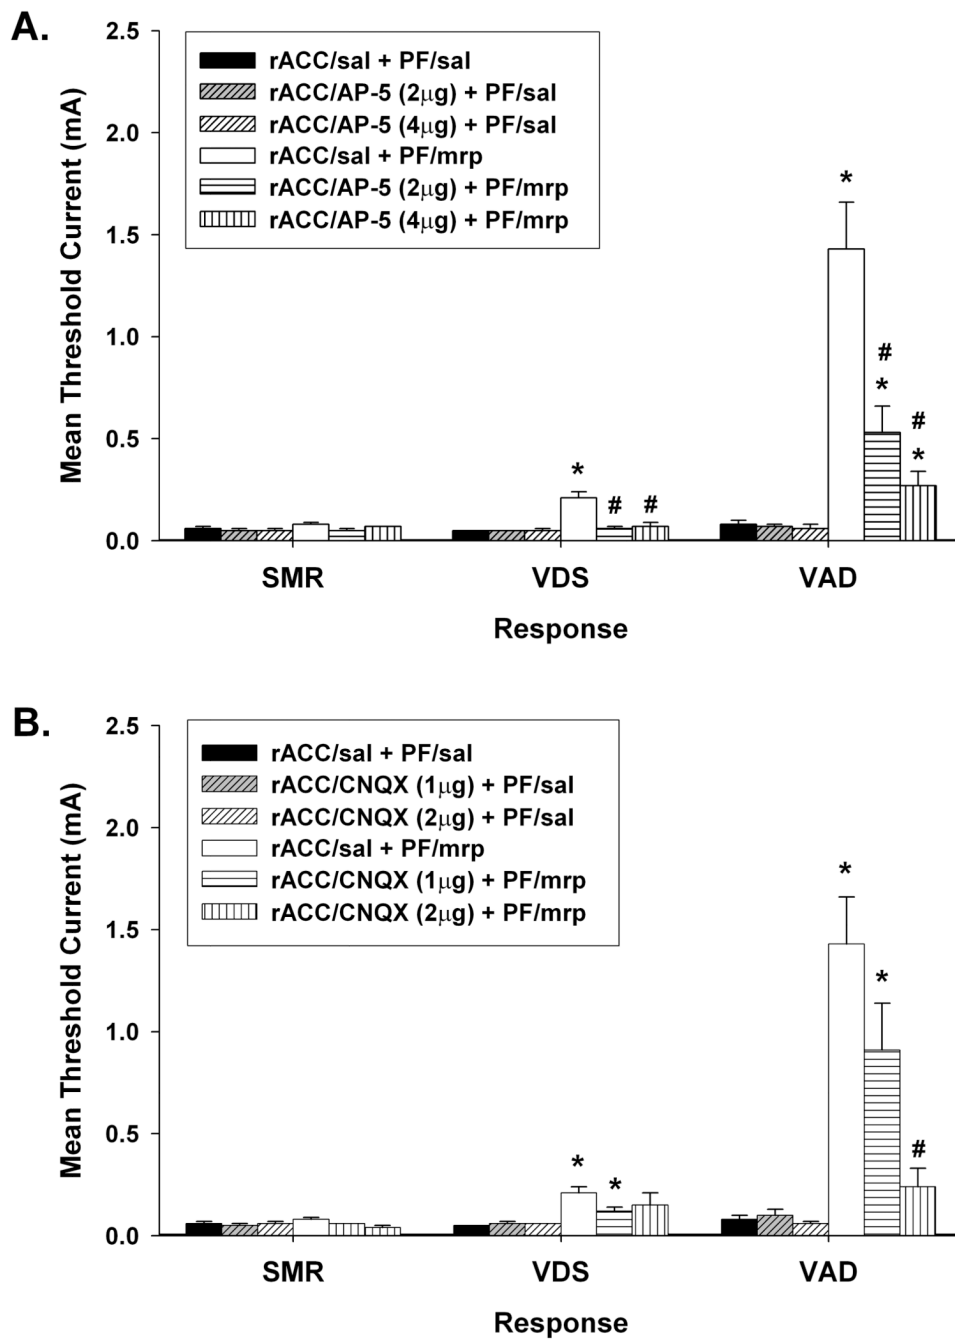 A.
Mean Threshold Current (mA)
2.5
2.0
1.5
1.0
0.5
0.0
rACC/sal + PF/sal
rACC/AP-5 (2μg) + PF/sal
rACC/AP-5 (4μg) + PF/sal
rACC/sal + PF/mrp
rACC/AP-5 (2μg) + PF/mrp
rACC/AP-5 (4μg) + PF/mrp
*
# #
*
#
*
#
*
SMR VDS VAD
Response
B.
Mean Threshold Current (mA)
2.5
2.0
1.5
1.0
0.5
0.0
rACC/sal + PF/sal
rACC/CNQX (1μg) + PF/sal
rACC/CNQX (2μg) + PF/sal
rACC/sal + PF/mrp
rACC/CNQX (1μg) + PF/mrp
rACC/CNQX (2μg) + PF/mrp
*
*
*
*
#
SMR VDS VAD
Response